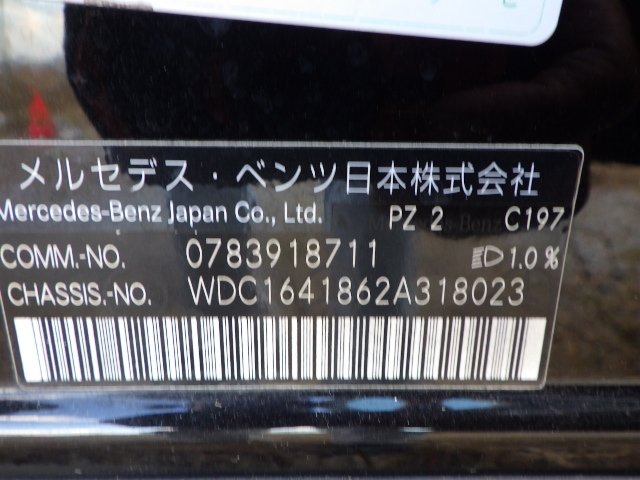 メルセデス・ベンツ日本株式会社
Mercedes-Benz Japan Co., Ltd. PZ 2 C197
COMM.-NO. 0783918711 1.0 %
CHASSIS.-NO. WDC1641862A318023